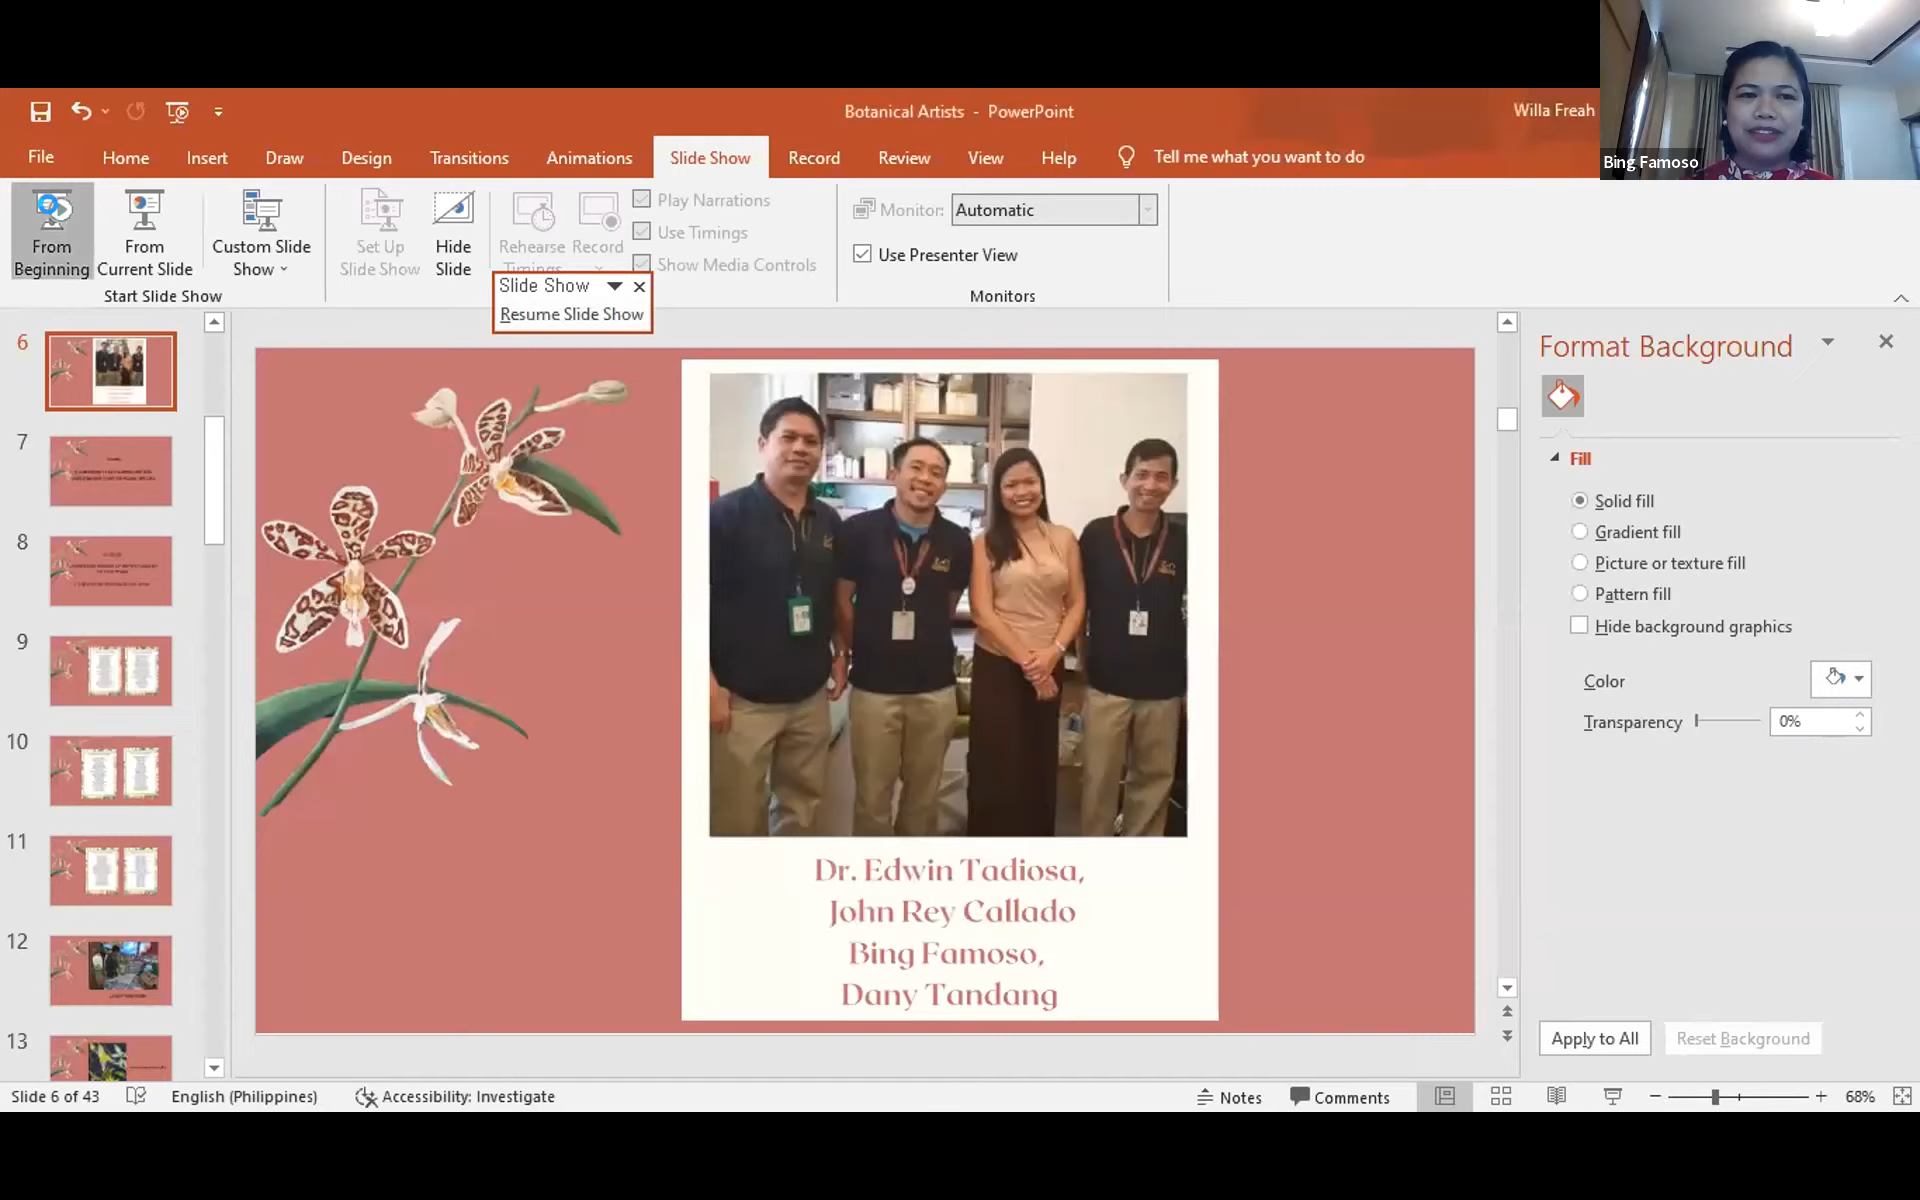 Botanical Artists - PowerPoint
Willa Freah
Bing Famoso
File Home Insert Draw Design Transitions Animations Slide Show Record Review View Help Tell me what you want to do
From Beginning
From Current Slide
Custom Slide Show
Start Slide Show
Set Up Slide Show
Hide Slide
Rehearse Timings
Record
Play Narrations
Use Timings
Show Media Controls
Monitor: Automatic
Use Presenter View
Monitors
Slide Show
Resume Slide Show
6
7
8
9
10
11
12
13
Dr. Edwin Tadiosa,
John Rey Callado
Bing Famoso,
Dany Tandang
Format Background
Fill
Solid fill
Gradient fill
Picture or texture fill
Pattern fill
Hide background graphics
Color
Transparency 0%
Apply to All Reset Background
Slide 6 of 43 English (Philippines) Accessibility: Investigate Notes Comments 68%